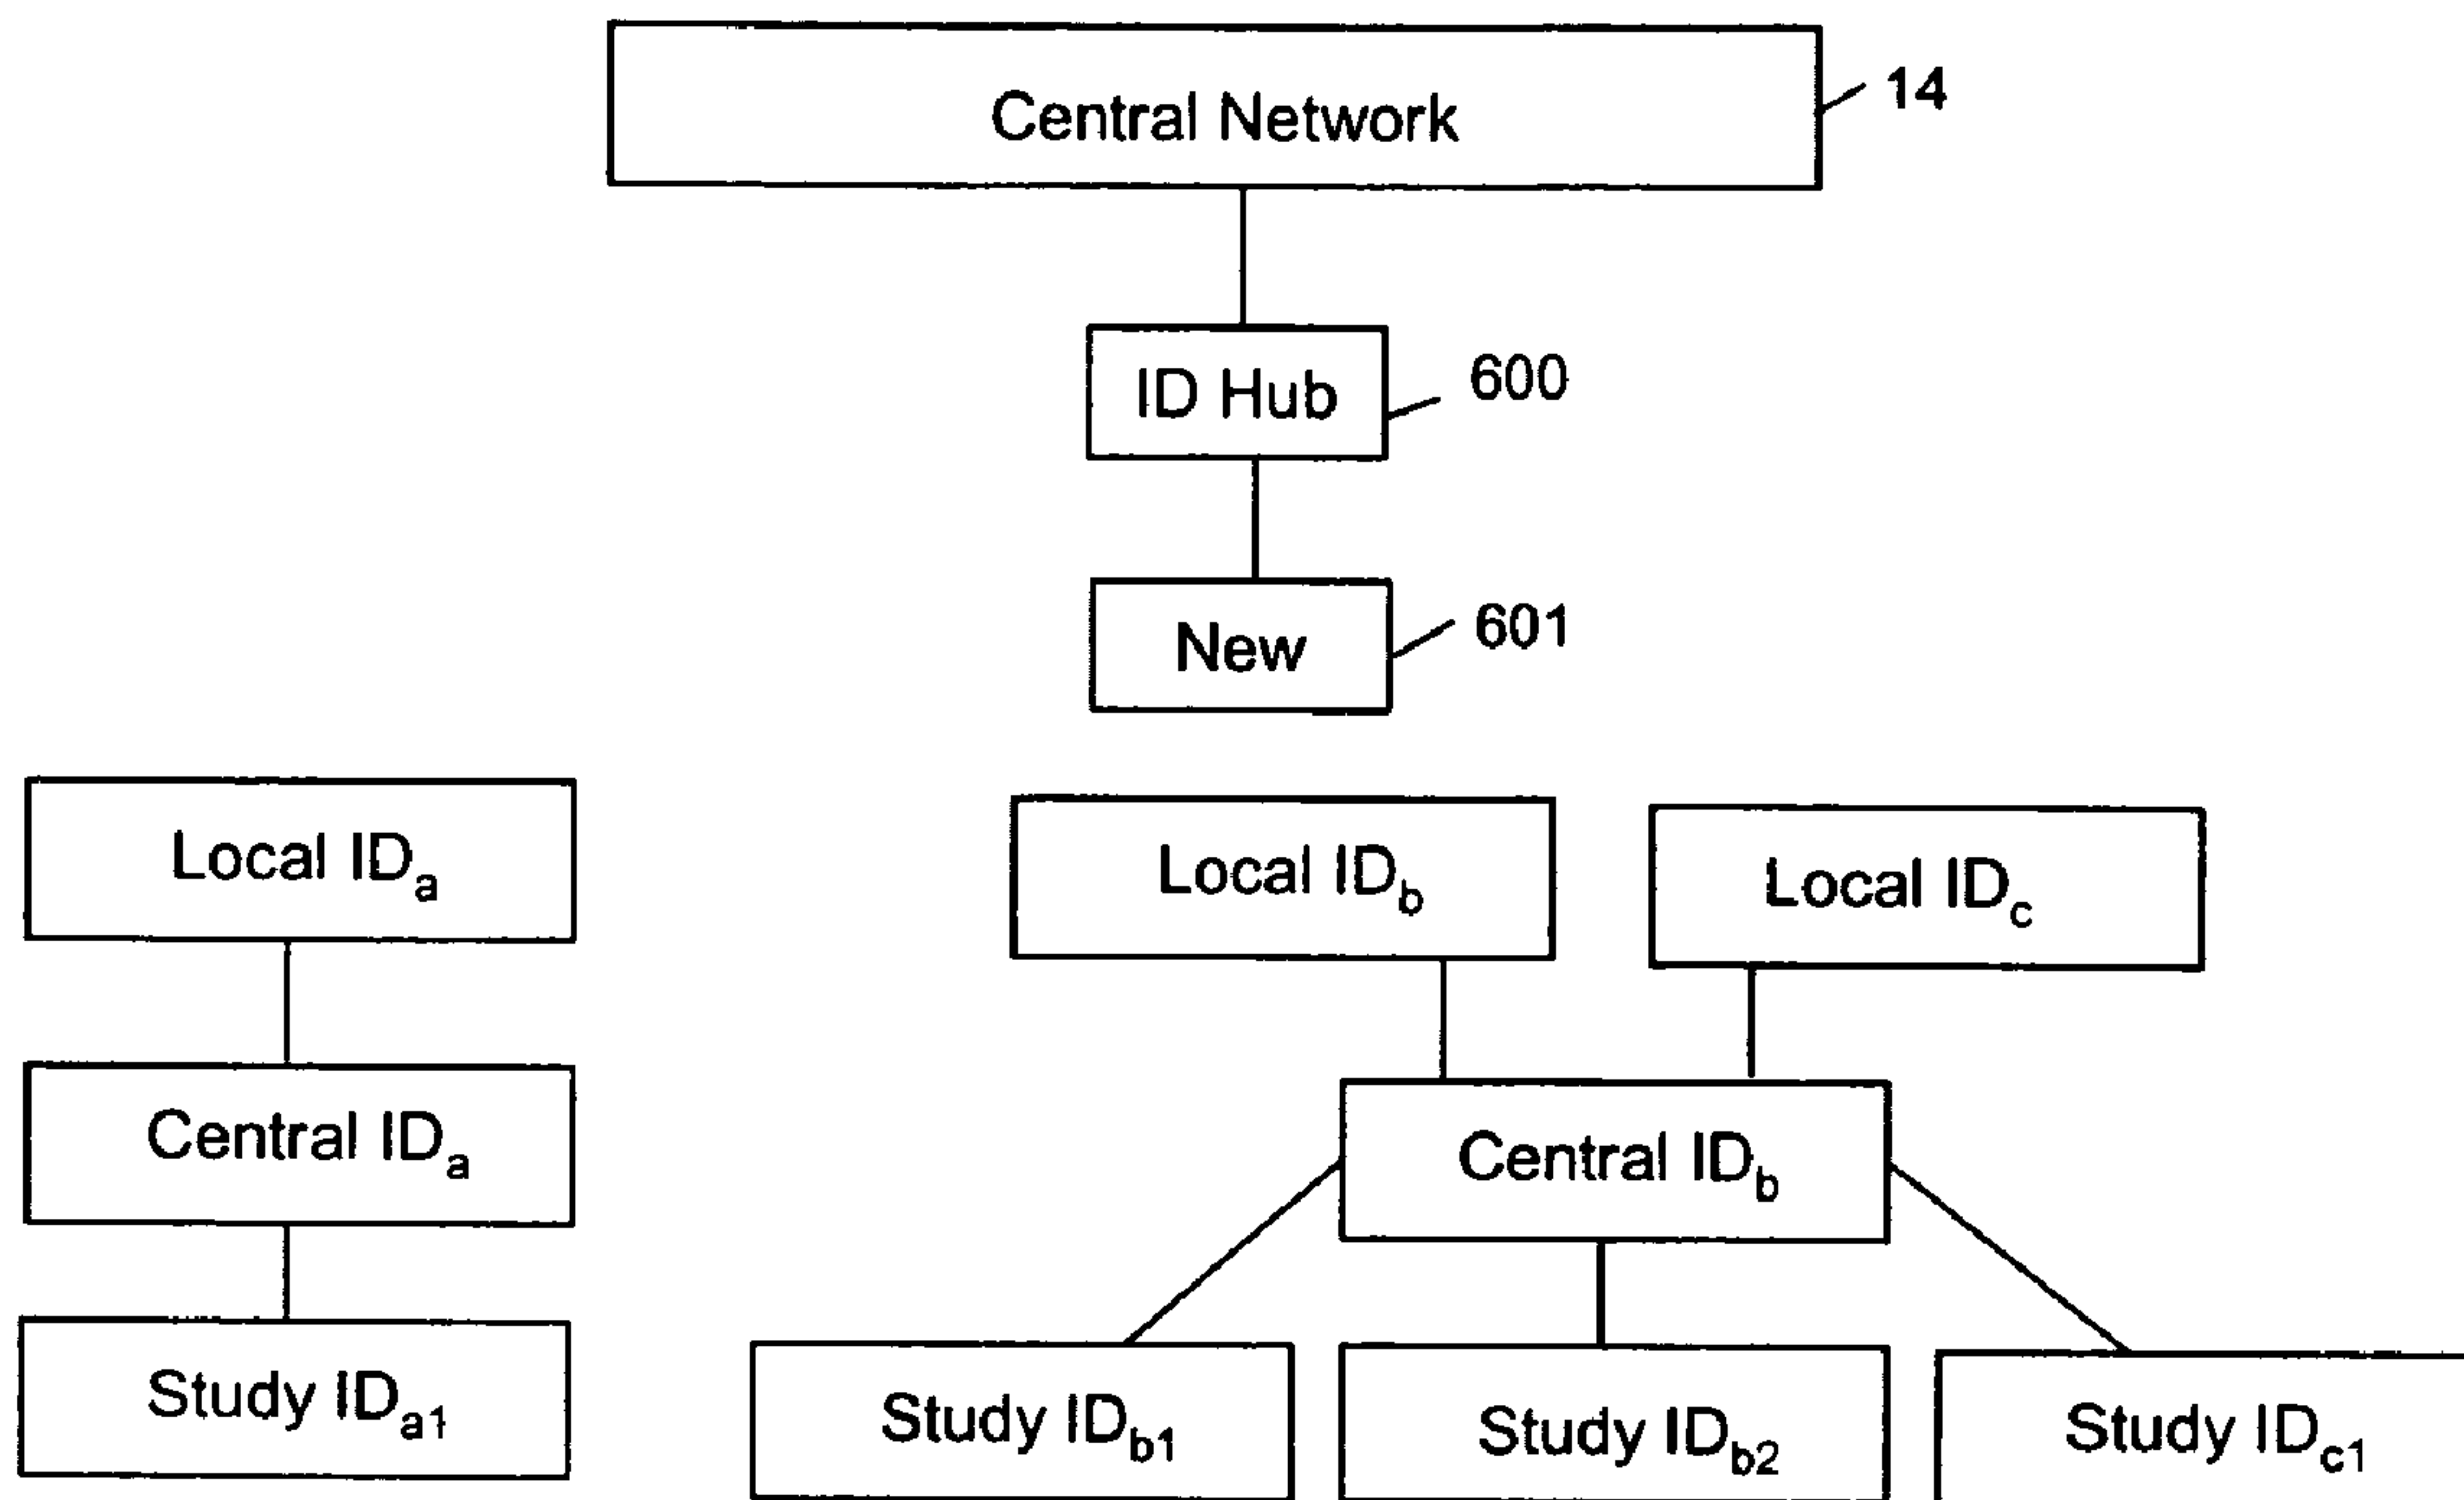 Central Network
14
ID Hub
600
New
601
Local IDa
Local IDb
Local IDc
Central IDa
Central IDb
Study IDa1
Study IDb1
Study IDb2
Study IDc1